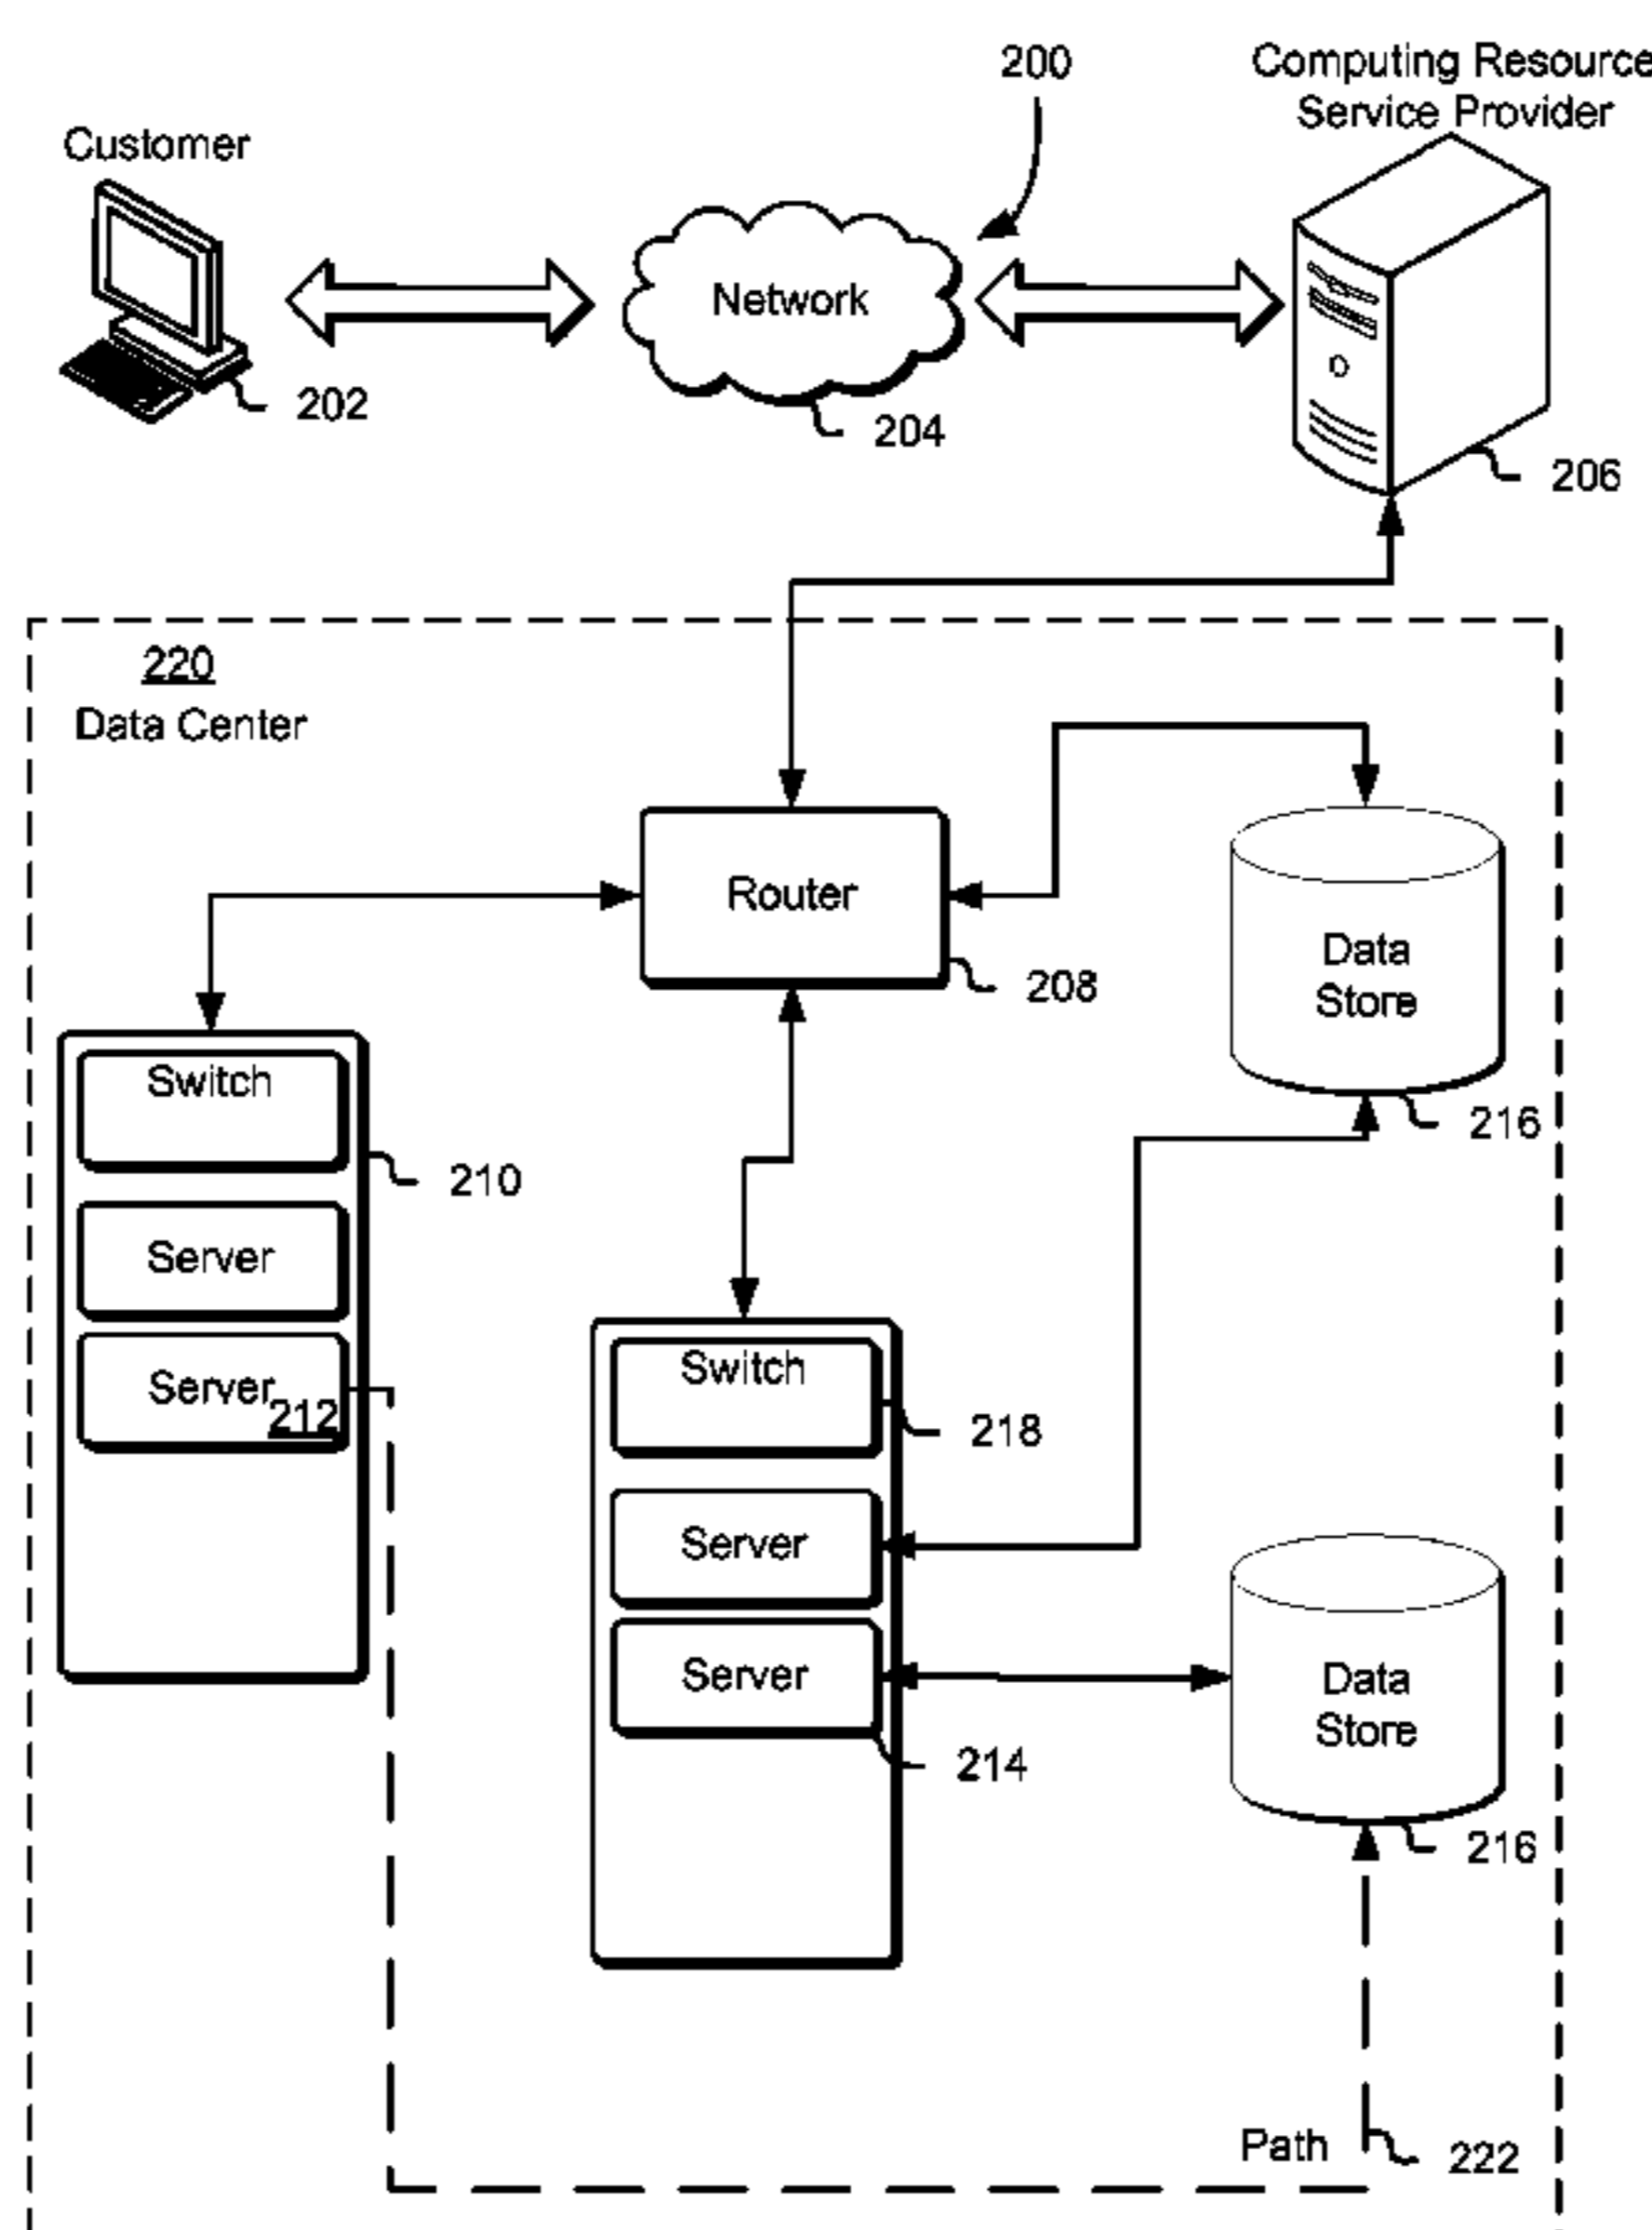 200
Computing Resource
Service Provider
Customer
Network
202
204
206
220
Data Center
Router
208
Data
Store
216
Switch
210
Server
Server
212
Switch
218
Server
Server
214
Data
Store
216
Path
222